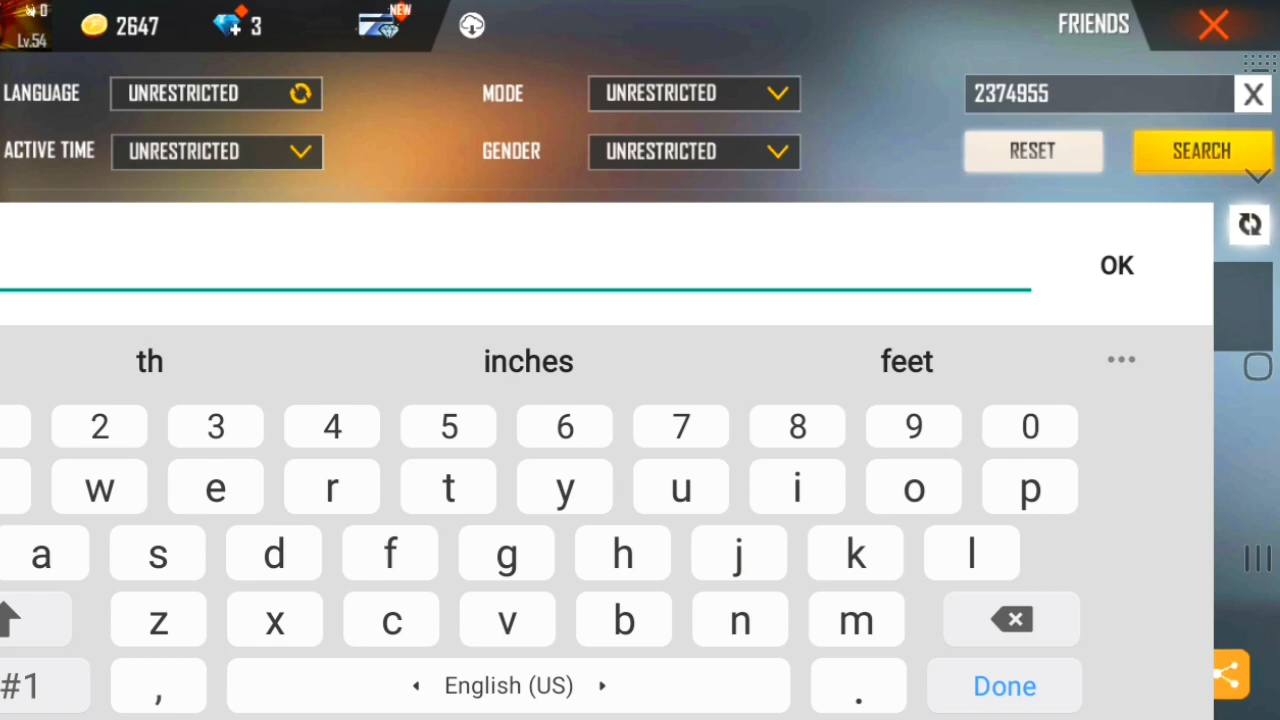 0 2647 3 NEW FRIENDS
Lv.54
LANGUAGE UNRESTRICTED MODE UNRESTRICTED 2374955 X
ACTIVE TIME UNRESTRICTED GENDER UNRESTRICTED RESET SEARCH
OK
th inches feet
2 3 4 5 6 7 8 9 0
w e r t y u i o p
a s d f g h j k l
z x c v b n m
#1 , English (US) . Done